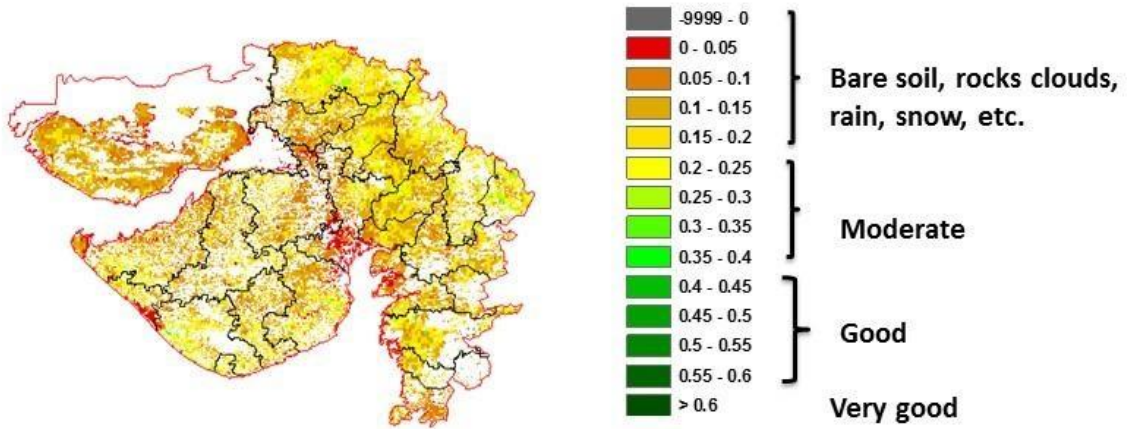 -9999 - 0
0 - 0.05
0.05 - 0.1
0.1 - 0.15
0.15 - 0.2
0.2 - 0.25
0.25 - 0.3
0.3 - 0.35
0.35 - 0.4
0.4 - 0.45
0.45 - 0.5
0.5 - 0.55
0.55 - 0.6
> 0.6
Bare soil, rocks clouds,
rain, snow, etc.
Moderate
Good
Very good